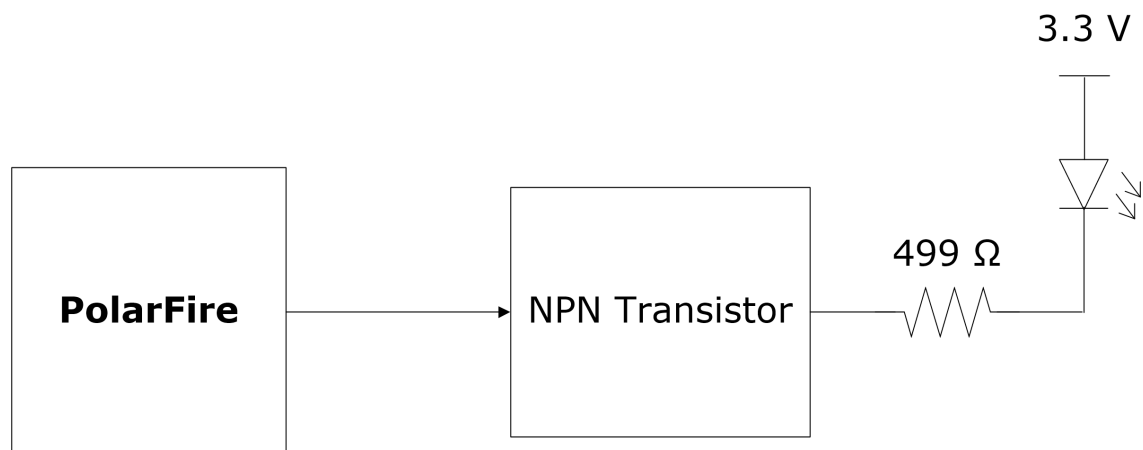 3.3 V
499 Ω
PolarFire
NPN Transistor